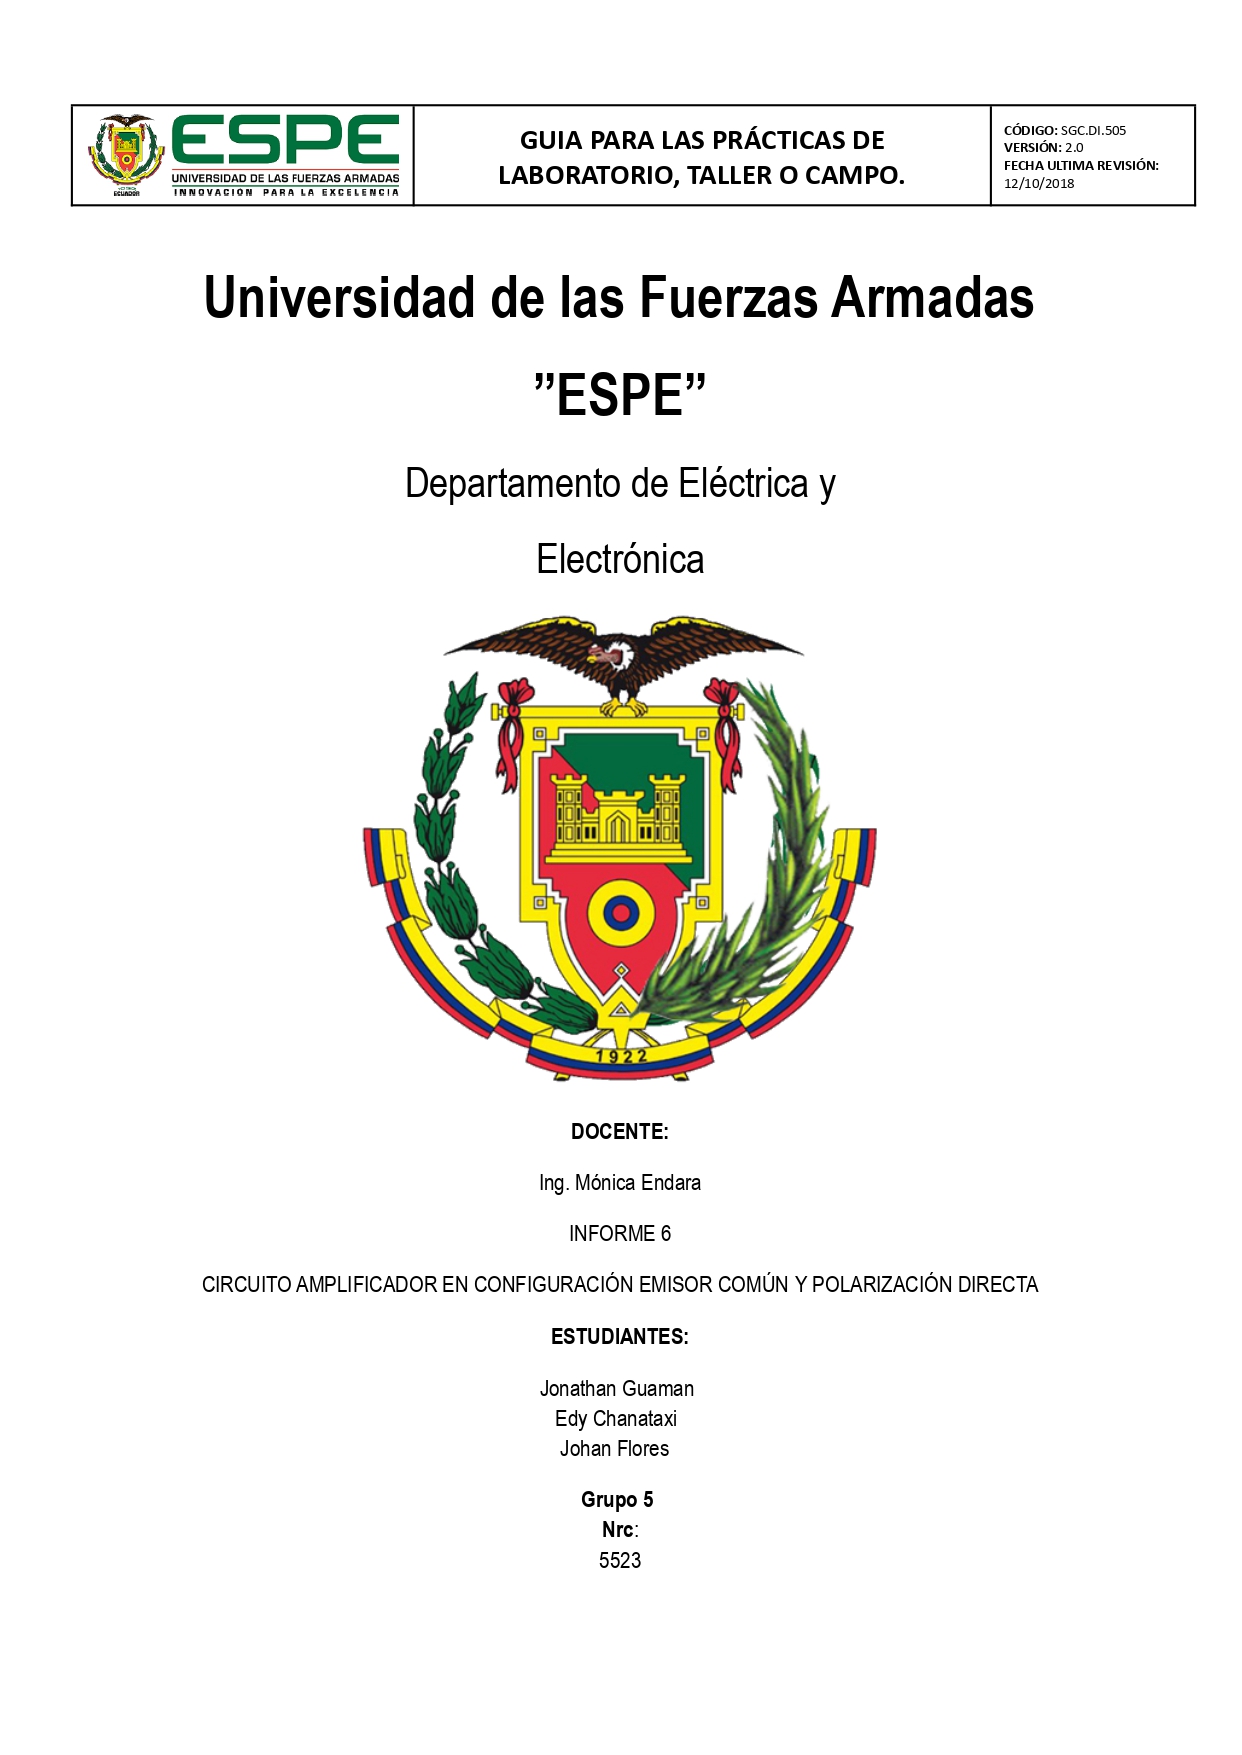 ESPE
UNIVERSIDAD DE LAS FUERZAS ARMADAS
INNOVACION PARA LA EXCELENCIA
ECUADOR
GUIA PARA LAS PRÁCTICAS DE
LABORATORIO, TALLER O CAMPO.
CÓDIGO: SGC.DI.505
VERSIÓN: 2.0
FECHA ULTIMA REVISIÓN:
12/10/2018
Universidad de las Fuerzas Armadas
”ESPE”
Departamento de Eléctrica y
Electrónica
1922
DOCENTE:
Ing. Mónica Endara
INFORME 6
CIRCUITO AMPLIFICADOR EN CONFIGURACIÓN EMISOR COMÚN Y POLARIZACIÓN DIRECTA
ESTUDIANTES:
Jonathan Guaman
Edy Chanataxi
Johan Flores
Grupo 5
Nrc:
5523